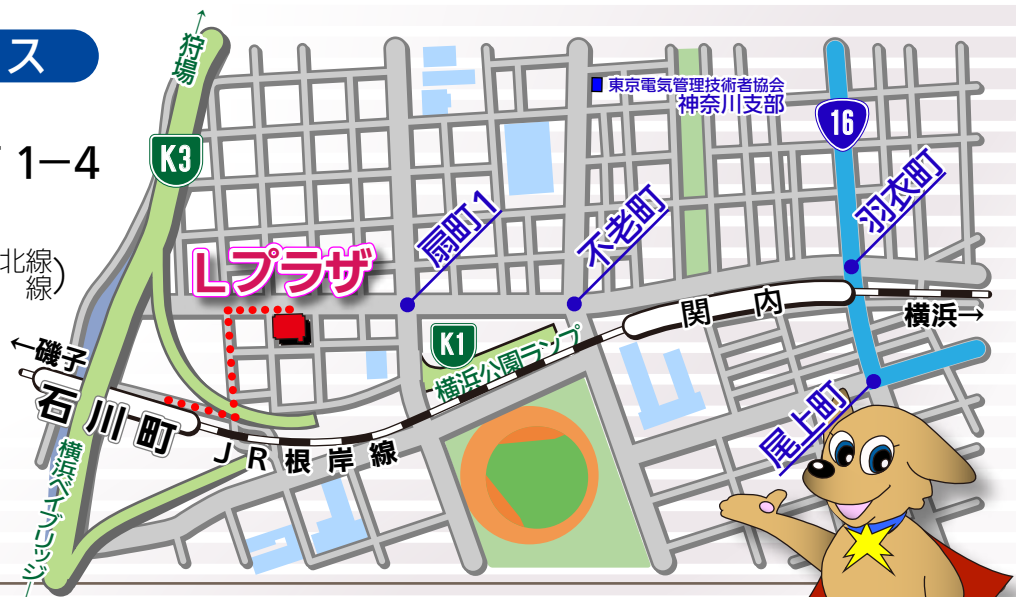 ス
1－4
北線
線)
狩場
K3
東京電気管理技術者協会
神奈川支部
16
Lプラザ
扇町1
不老町
羽衣町
関内
横浜→
K1
横浜公園ランプ
←磯子
石川町
JR根岸線
尾上町
横浜ベイブリッジ